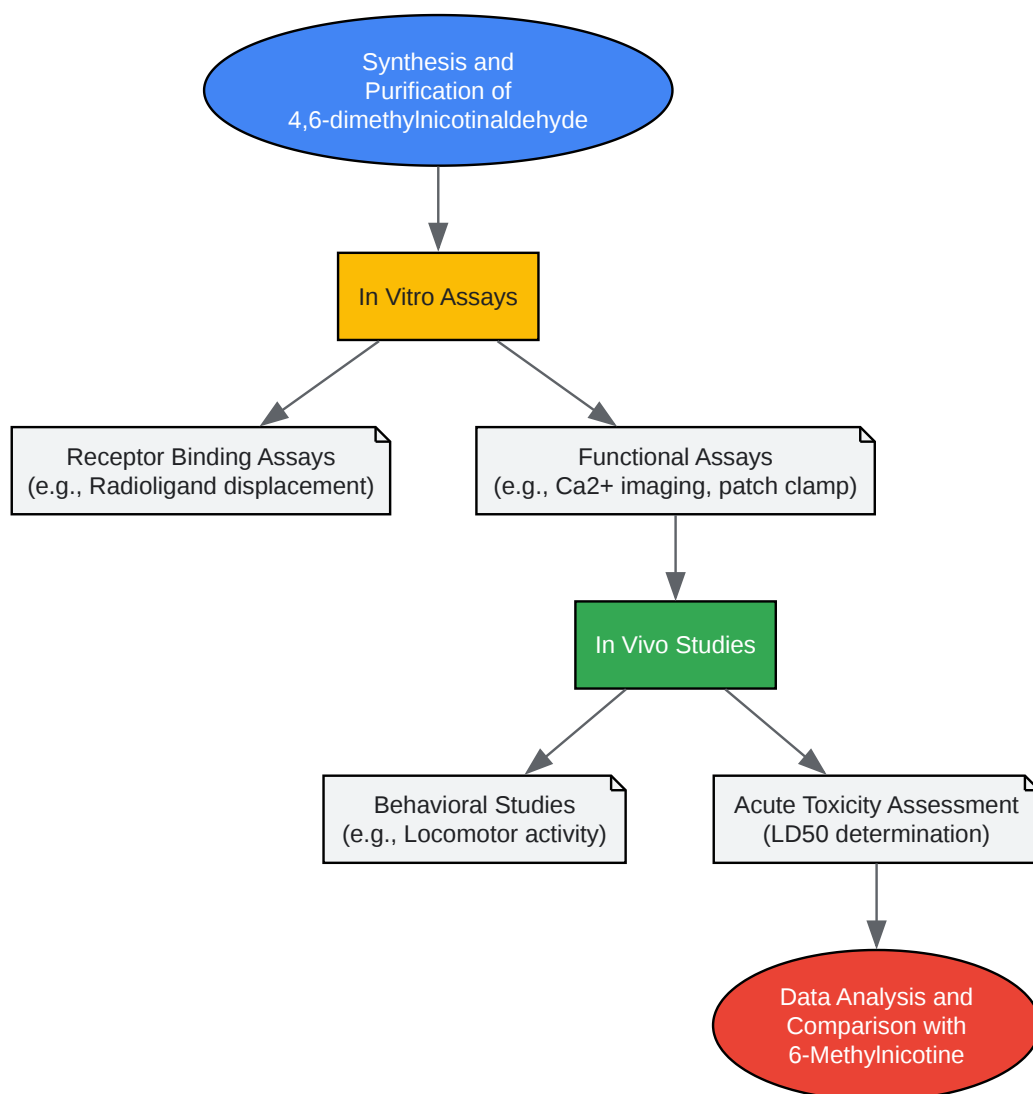 Synthesis and
Purification of
4,6-dimethylnicotinaldehyde
In Vitro Assays
Receptor Binding Assays
(e.g., Radioligand displacement)
Functional Assays
(e.g., Ca2+ imaging, patch clamp)
In Vivo Studies
Behavioral Studies
(e.g., Locomotor activity)
Acute Toxicity Assessment
(LD50 determination)
Data Analysis and
Comparison with
6-Methylnicotine